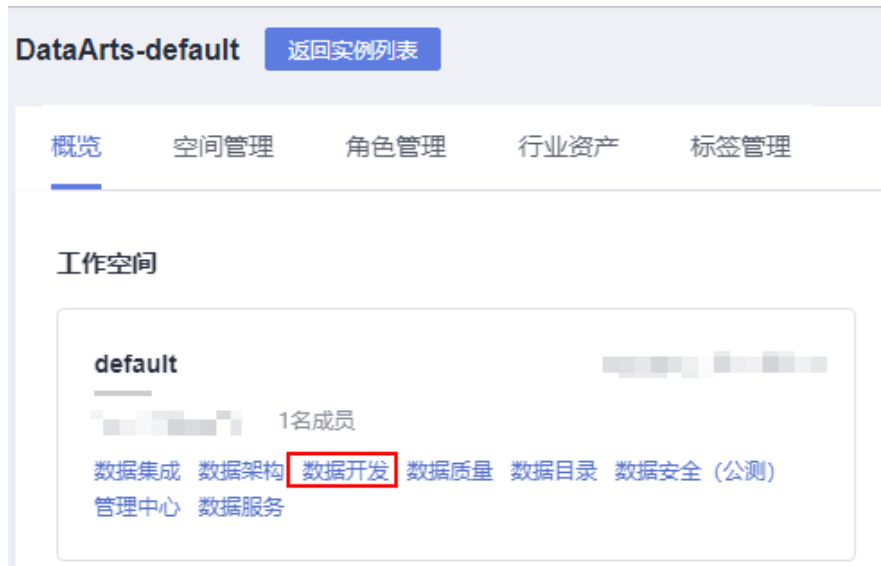 DataArts-default 返回实例列表
概览 空间管理 角色管理 行业资产 标签管理
工作空间
default
1名成员
数据集成 数据架构 数据开发 数据质量 数据目录 数据安全 (公测)
管理中心 数据服务